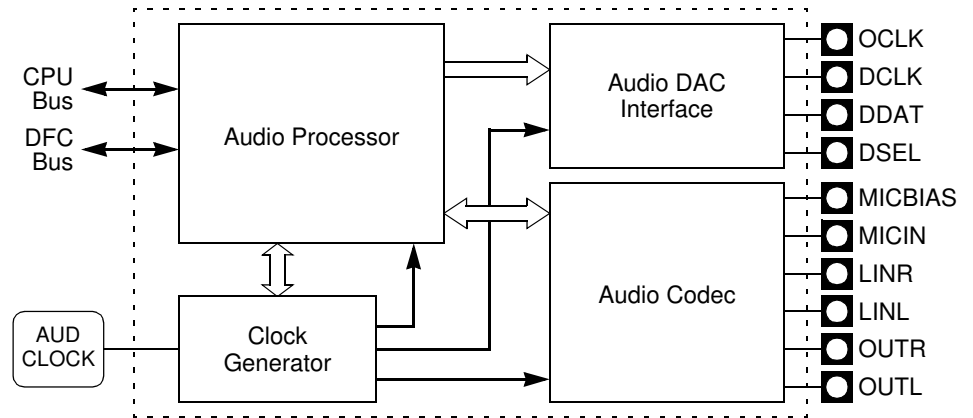 CPU
Bus
DFC
Bus
Audio Processor
Audio DAC
Interface
OCLK
DCLK
DDAT
DSEL
MICBIAS
MICIN
LINR
LINL
OUTR
OUTL
Audio Codec
AUD
CLOCK
Clock
Generator